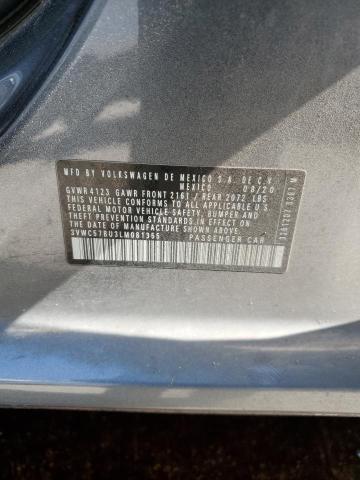 MFD BY VOLKSWAGEN DE MEXICO S.A. DE C.V.
MEXICO 08/20
GVWR 4123 GAWR FRONT 2161 / REAR 2072 LBS
THIS VEHICLE CONFORMS TO ALL APPLICABLE U.S.
FEDERAL MOTOR VEHICLE SAFETY, BUMPER AND
THEFT PREVENTION STANDARDS IN EFFECT ON
THE DATE OF MANUFACTURE SHOWN ABOVE.
3VWC57BU3LM081365 PASSENGER CAR